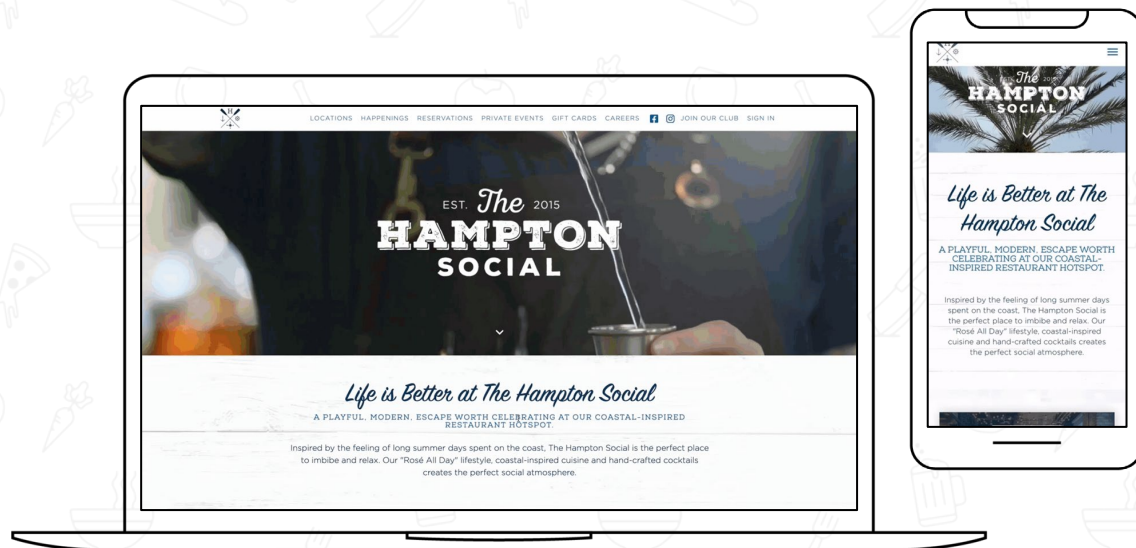 LOCATIONS HAPPENINGS RESERVATIONS PRIVATE EVENTS GIFT CARDS CAREERS JOIN OUR CLUB SIGN IN
EST. The 2015
HAMPTON
SOCIAL
Life is Better at The Hampton Social
A PLAYFUL, MODERN, ESCAPE WORTH CELEBRATING AT OUR COASTAL-INSPIRED
RESTAURANT HOTSPOT.
Inspired by the feeling of long summer days spent on the coast, The Hampton Social is the perfect place
to imbibe and relax. Our "Rosé All Day" lifestyle, coastal-inspired cuisine and hand-crafted cocktails
creates the perfect social atmosphere.
EST. The 2015
HAMPTON
SOCIAL
Life is Better at The
Hampton Social
A PLAYFUL, MODERN, ESCAPE WORTH
CELEBRATING AT OUR COASTAL-
INSPIRED RESTAURANT HOTSPOT.
Inspired by the feeling of long summer days
spent on the coast, The Hampton Social is
the perfect place to imbibe and relax. Our
"Rosé All Day" lifestyle, coastal-inspired
cuisine and hand-crafted cocktails creates
the perfect social atmosphere.